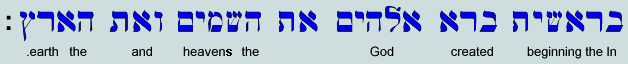 בראשית ברא אלהים את השמים ואת הארץ:
.earth the and heavens the God created beginning the In